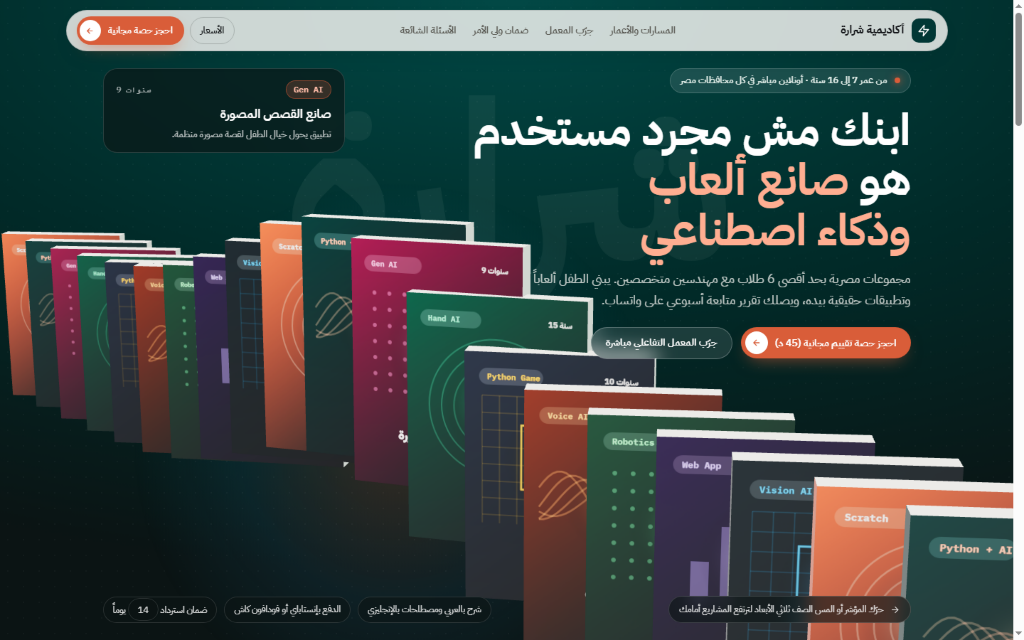 أكاديمية شرارة
المسارات والأعمار
جرّب المعمل
ضمان ولي الأمر
الأسئلة الشائعة
الأسعار
احجز حصة مجانية
من عمر 7 إلى 16 سنة · أونلاين مباشر في كل محافظات مصر
Gen AI
سنوات 9
صانع القصص المصورة
تطبيق يحول خيال الطفل لقصة مصورة منظمة.
شرارة
ابنك مش مجرد مستخدم
هو صانع ألعاب
وذكاء اصطناعي
مجموعات مصرية بحد أقصى 6 طلاب مع مهندسين متخصصين. يبني الطفل ألعاباً
وتطبيقات حقيقية بيده، ويصلك تقرير متابعة أسبوعي على واتساب.
احجز حصة تقييم مجانية (45 د)
جرّب المعمل التفاعلي مباشرة
Python
Gen AI
سنوات 9
Hand AI
سنة 15
Python Game
سنوات 10
Voice AI
Robotics
Web App
Vision AI
Scratch
Python + AI
Web
حرّك المؤشر أو المس الصف ثلاثي الأبعاد لترتفع المشاريع أمامك
شرح بالعربي ومصطلحات بالإنجليزي
الدفع بإنستاباي أو فودافون كاش
ضمان استرداد 14 يوماً